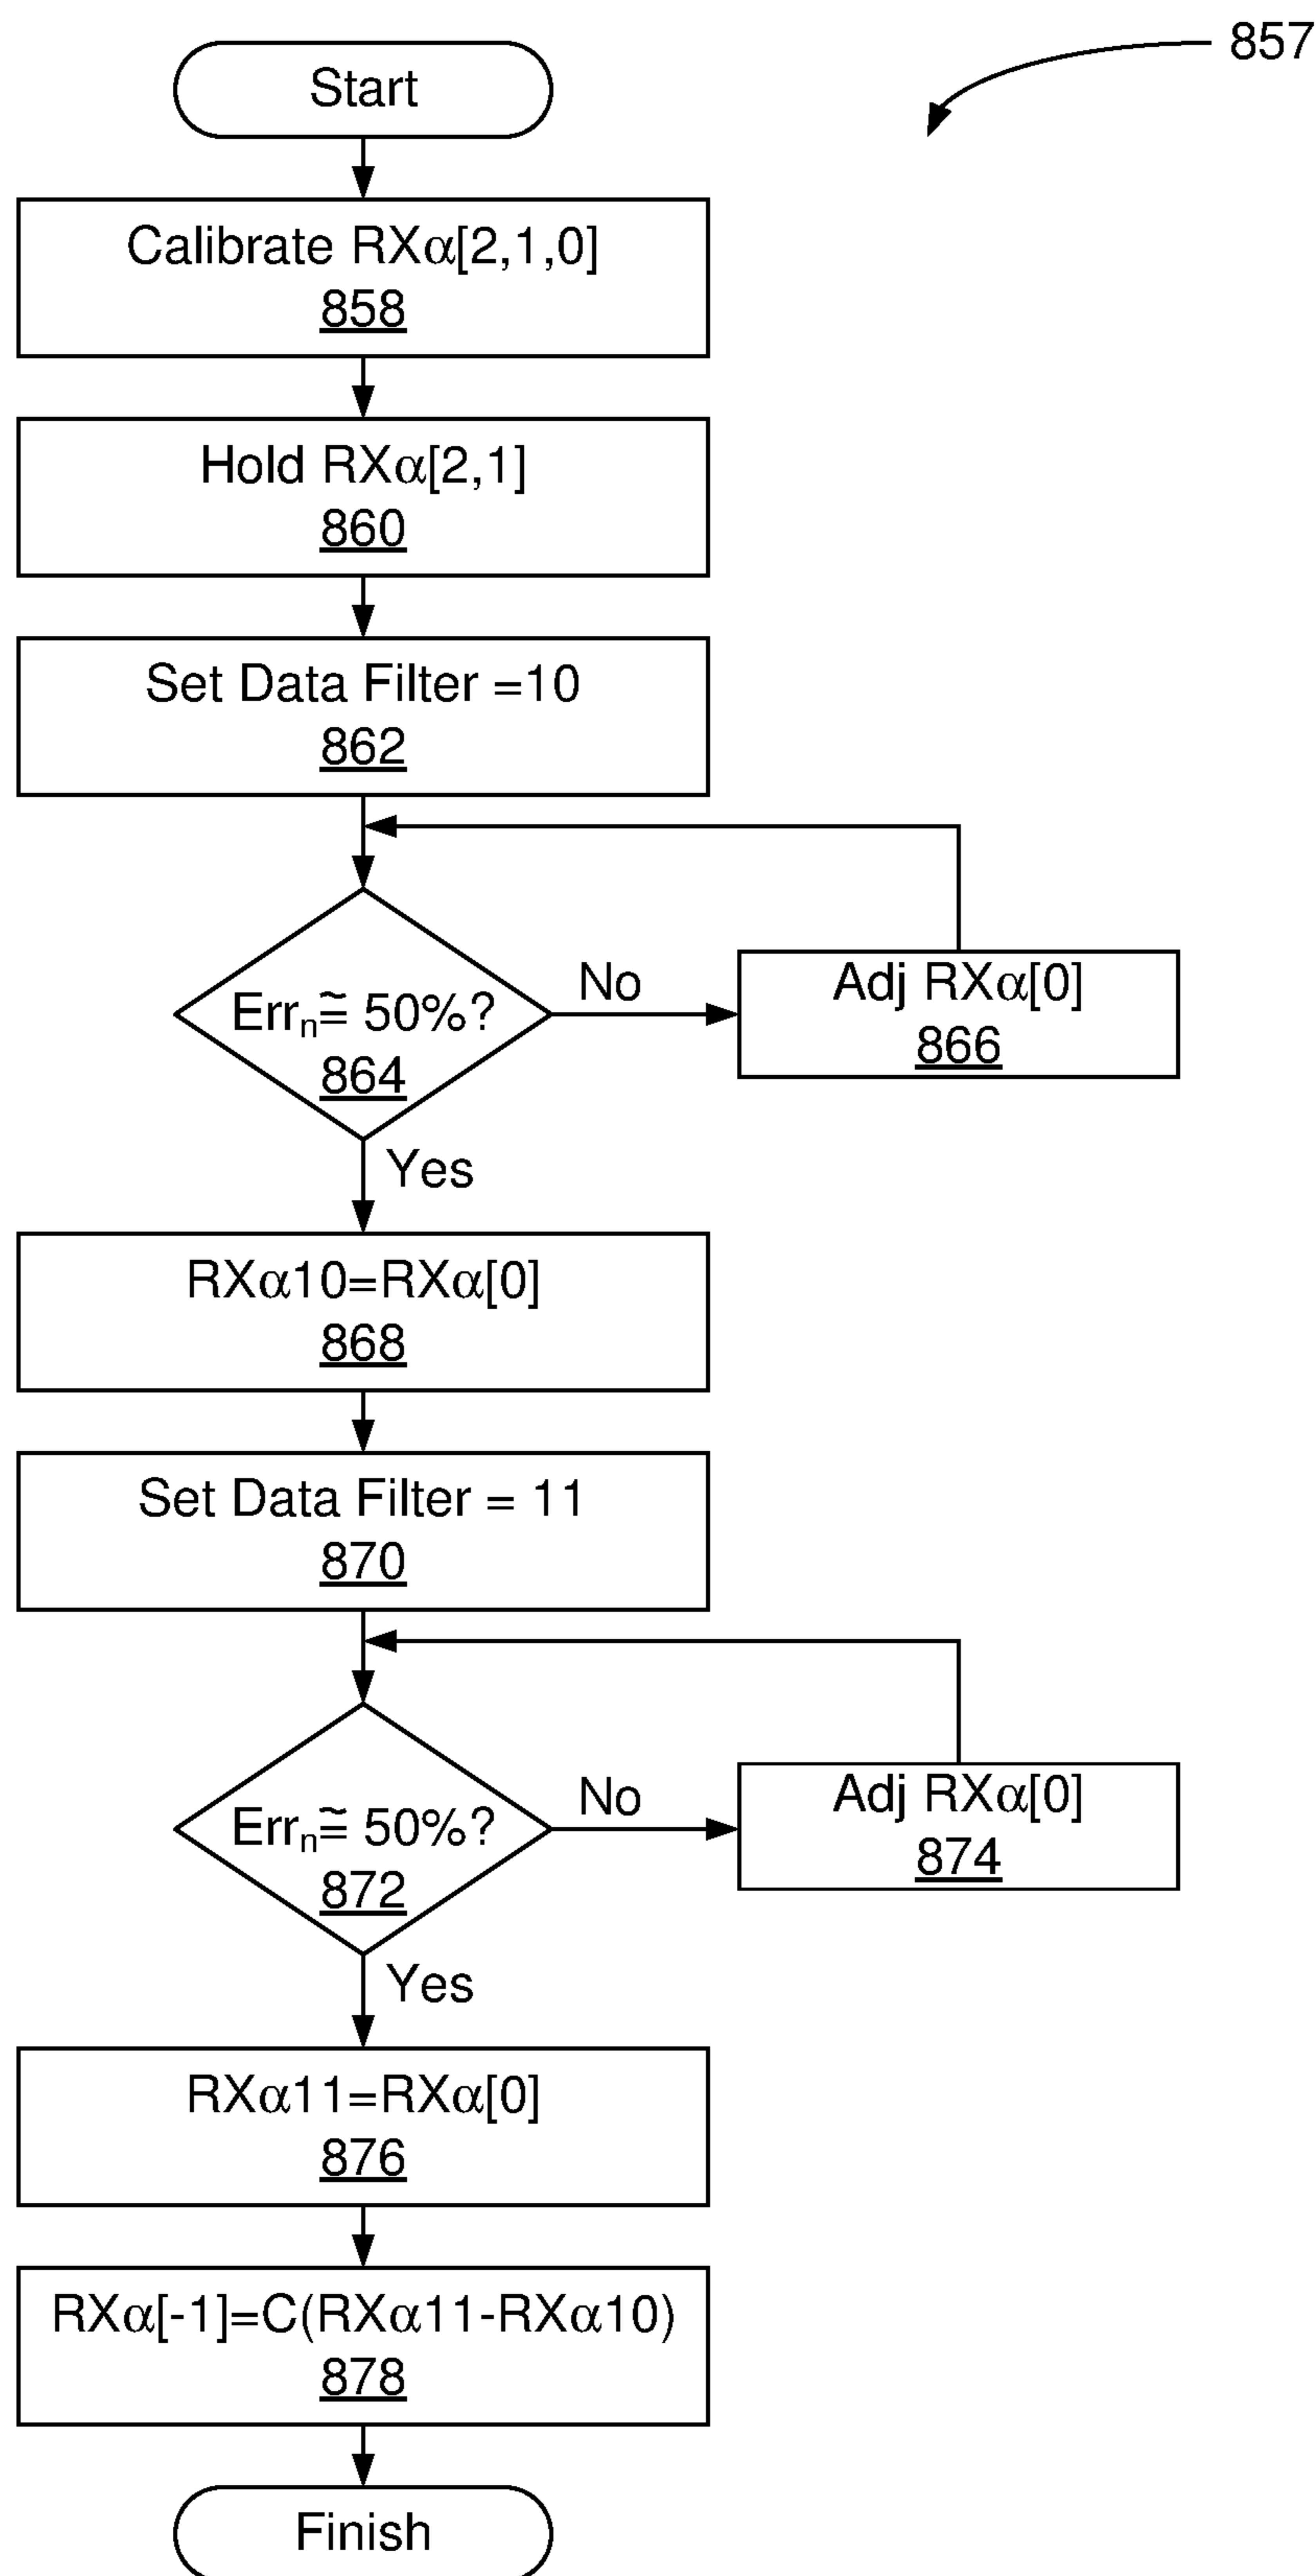 857
Start
Calibrate RXα[2,1,0]
858
Hold RXα[2,1]
860
Set Data Filter =10
862
Errn≅ 50%?
864
No
Adj RXα[0]
866
Yes
RXα10=RXα[0]
868
Set Data Filter = 11
870
Errn≅ 50%?
872
No
Adj RXα[0]
874
Yes
RXα11=RXα[0]
876
RXα[-1]=C(RXα11-RXα10)
878
Finish